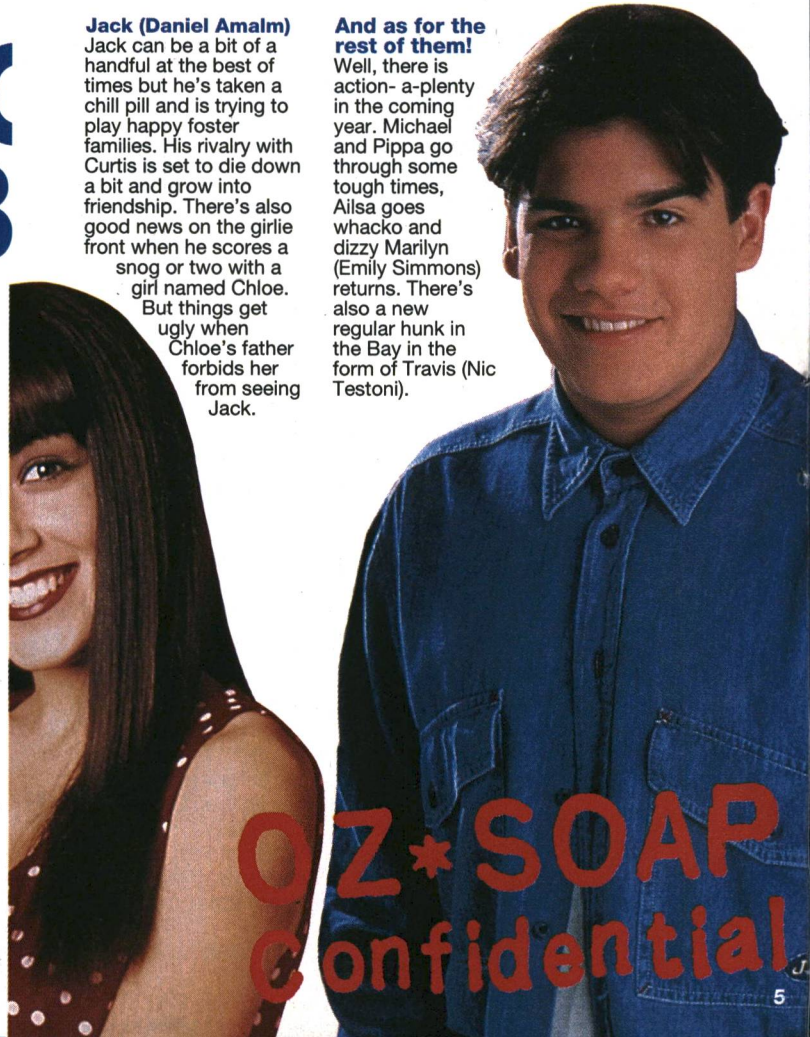 Jack (Daniel Amalm)
Jack can be a bit of a
handful at the best of
times but he's taken a
chill pill and is trying to
play happy foster
families. His rivalry with
Curtis is set to die down
a bit and grow into
friendship. There's also
good news on the girlie
front when he scores a
snog or two with a
girl named Chloe.
But things get
ugly when
Chloe's father
forbids her
from seeing
Jack.
And as for the
rest of them!
Well, there is
action- a-plenty
in the coming
year. Michael
and Pippa go
through some
tough times,
Ailsa goes
whacko and
dizzy Marilyn
(Emily Simmons)
returns. There's
also a new
regular hunk in
the Bay in the
form of Travis (Nic
Testoni).
OZ*SOAP
Confidential
5